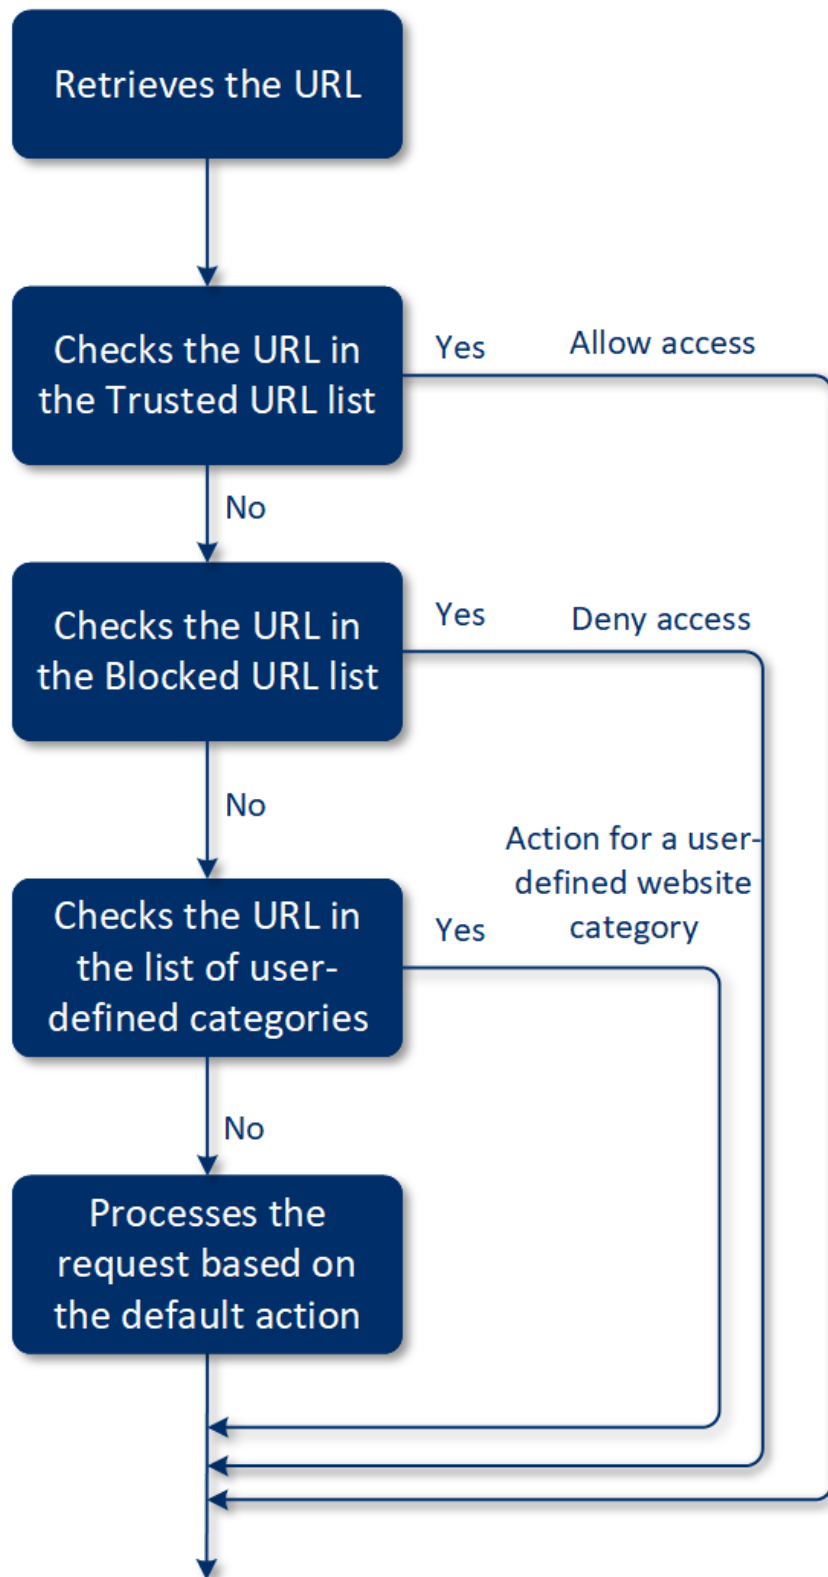 Retrieves the URL
Checks the URL in
the Trusted URL list
Yes
Allow access
No
Checks the URL in
the Blocked URL list
Yes
Deny access
No
Checks the URL in
the list of user-
defined categories
Yes
Action for a user-
defined website
category
No
Processes the
request based on
the default action